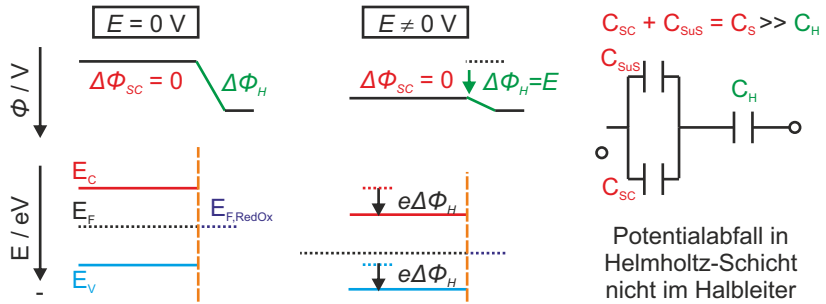 E = 0 V
E ≠ 0 V
C_SC + C_SuS = C_S >> C_H
Φ / V
ΔΦ_SC = 0
ΔΦ_H
ΔΦ_SC = 0
ΔΦ_H=E
C_SuS
C_H
C_SC
E / eV
-
E_C
E_F
E_F,RedOx
E_V
eΔΦ_H
eΔΦ_H
Potentialabfall in
Helmholtz-Schicht
nicht im Halbleiter